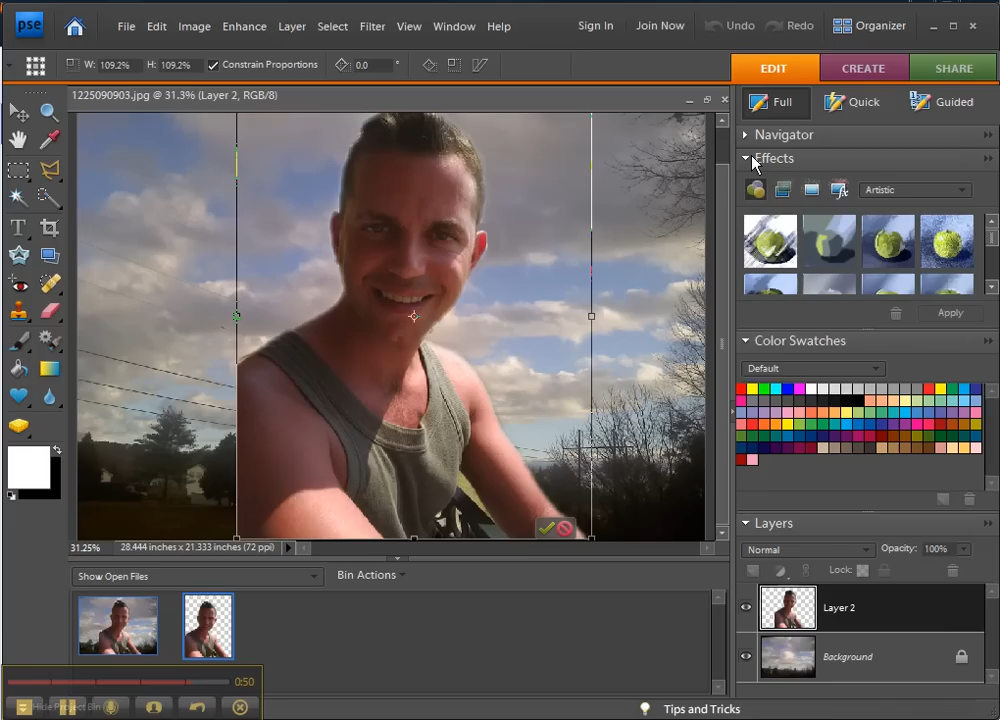 pse File Edit Image Enhance Layer Select Filter View Window Help Sign In Join Now Undo Redo Organizer
W: 109.2% H: 109.2% Constrain Proportions 0.0 ° EDIT CREATE SHARE
1225090903.jpg @ 31.3% (Layer 2, RGB/8)
Full Quick Guided
Navigator
Effects
Artistic
Apply
Color Swatches
Default
T
Layers
Normal Opacity: 100%
Lock:
Layer 2
Background
31.25% 28.444 inches x 21.333 inches (72 ppi)
Show Open Files Bin Actions
0:50
Hide Project Bin
Tips and Tricks